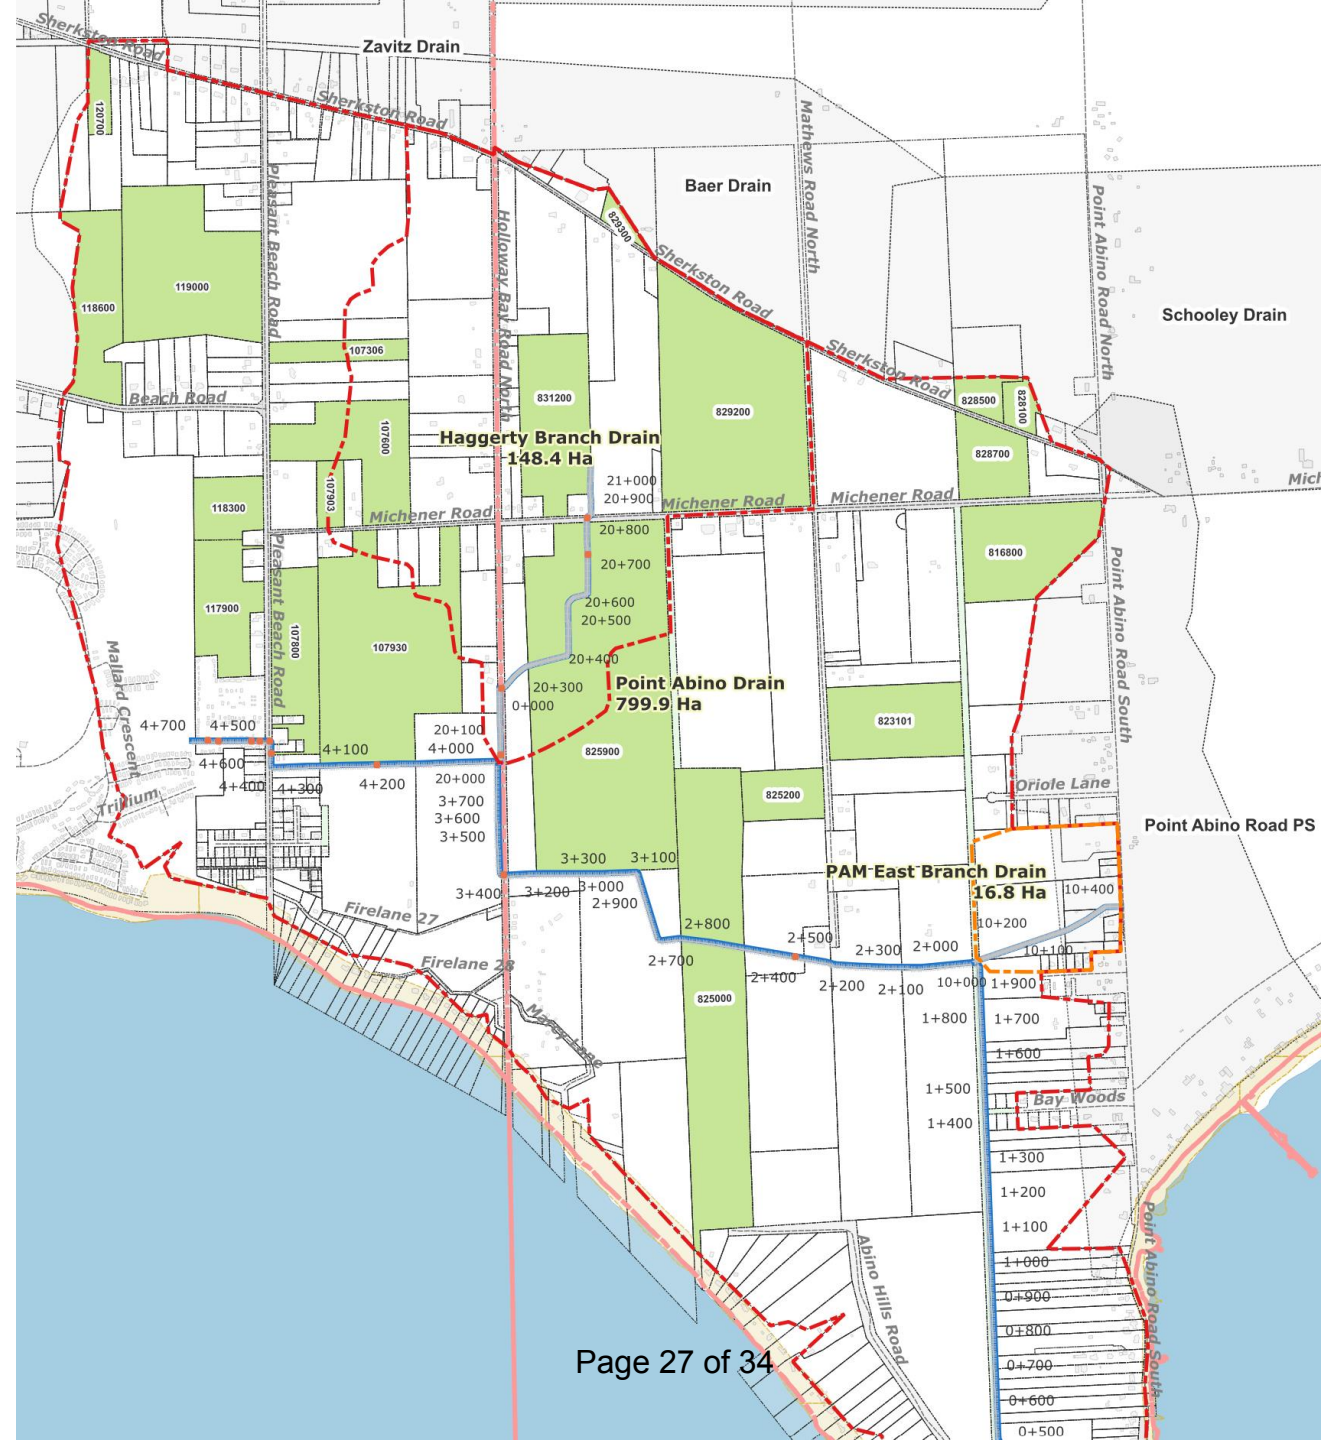 Sherkston Road
Zavitz Drain
Sherkston Road
120700
Pleasant Beach Road
Holloway Bay Road North
Mathews Road North
Baer Drain
Point Abino Road North
829300
Sherkston Road
119000
118600
Schooley Drain
107306
Sherkston Road
Beach Road
831200
829200
828500
828100
107600
Haggerty Branch Drain
148.4 Ha
828700
107903
21+000
20+900
Michener Road
Michener Road
Michener Road
Mich
118300
20+800
816800
20+700
Pleasant Beach Road
Point Abino Road South
117900
20+600
20+500
107800
107930
Mallard Crescent
20+400
20+300
Point Abino Drain
799.9 Ha
0+000
823101
4+700
4+500
20+100
4+100
4+000
825900
4+600
4+400
4+300
4+200
20+000
Trillium
3+700
3+600
3+500
825200
Oriole Lane
Point Abino Road PS
3+300
3+100
PAM-East Branch Drain
16.8 Ha
3+400
3+200
3+000
2+900
10+400
Firelane 27
10+200
2+800
2+500
2+300
2+000
10+100
Firelane 28
2+700
2+400
2+200
2+100
10+000
1+900
825000
1+800
1+700
Marcy Lane
1+600
1+500
Bay Woods
1+400
1+300
1+200
1+100
Point Abino Road South
Abino Hills Road
1+000
0+900
0+800
Page 27 of 34
0+700
0+600
0+500